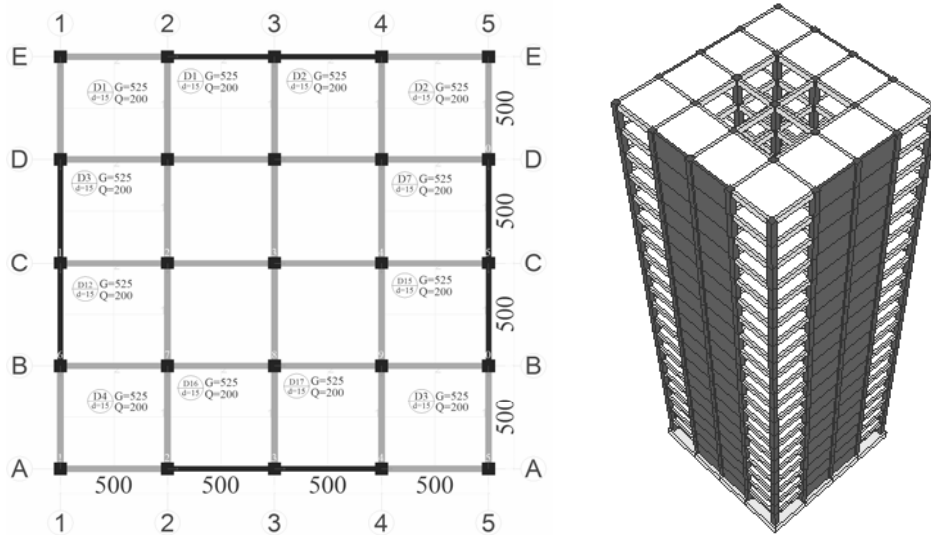 1 2 3 4 5
E E
D1 G=525
d=15 Q=200
D1 G=525
d=15 Q=200
D2 G=525
d=15 Q=200
D2 G=525
d=15 Q=200
500
D D
D3 G=525
d=15 Q=200
D7 G=525
d=15 Q=200
500
C C
D12 G=525
d=15 Q=200
D15 G=525
d=15 Q=200
500
B B
D4 G=525
d=15 Q=200
D16 G=525
d=15 Q=200
D17 G=525
d=15 Q=200
D3 G=525
d=15 Q=200
500
A A
500 500 500 500
1 2 3 4 5